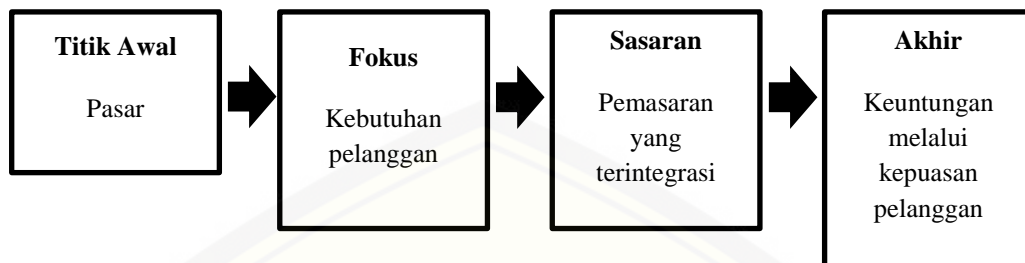 Titik Awal
Pasar
Fokus
Kebutuhan
pelanggan
Sasaran
Pemasaran
yang
terintegrasi
Akhir
Keuntungan
melalui
kepuasan
pelanggan